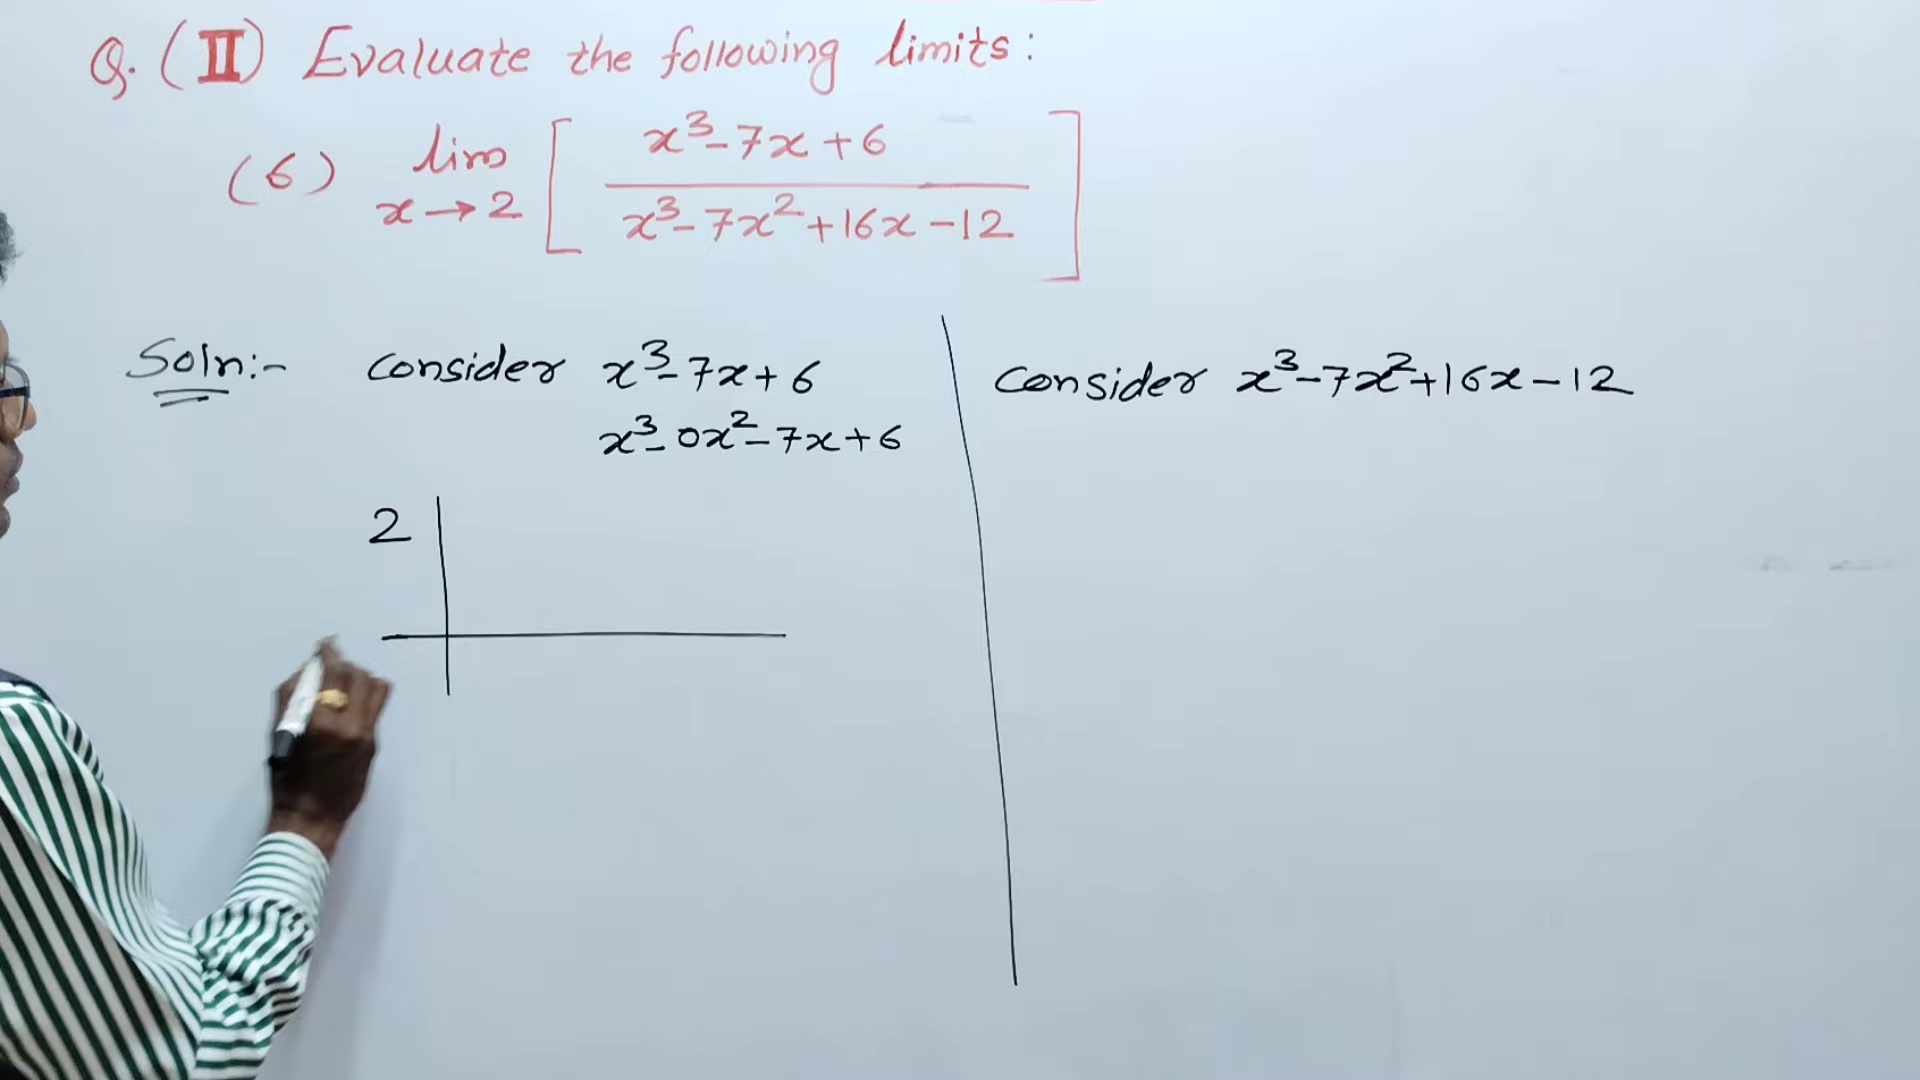 Q. (II) Evaluate the following limits:
(6) lim x→2 [ x³-7x+6 / x³-7x²+16x-12 ]
Soln:- consider x³-7x+6
x³-0x²-7x+6
2
consider x³-7x²+16x-12